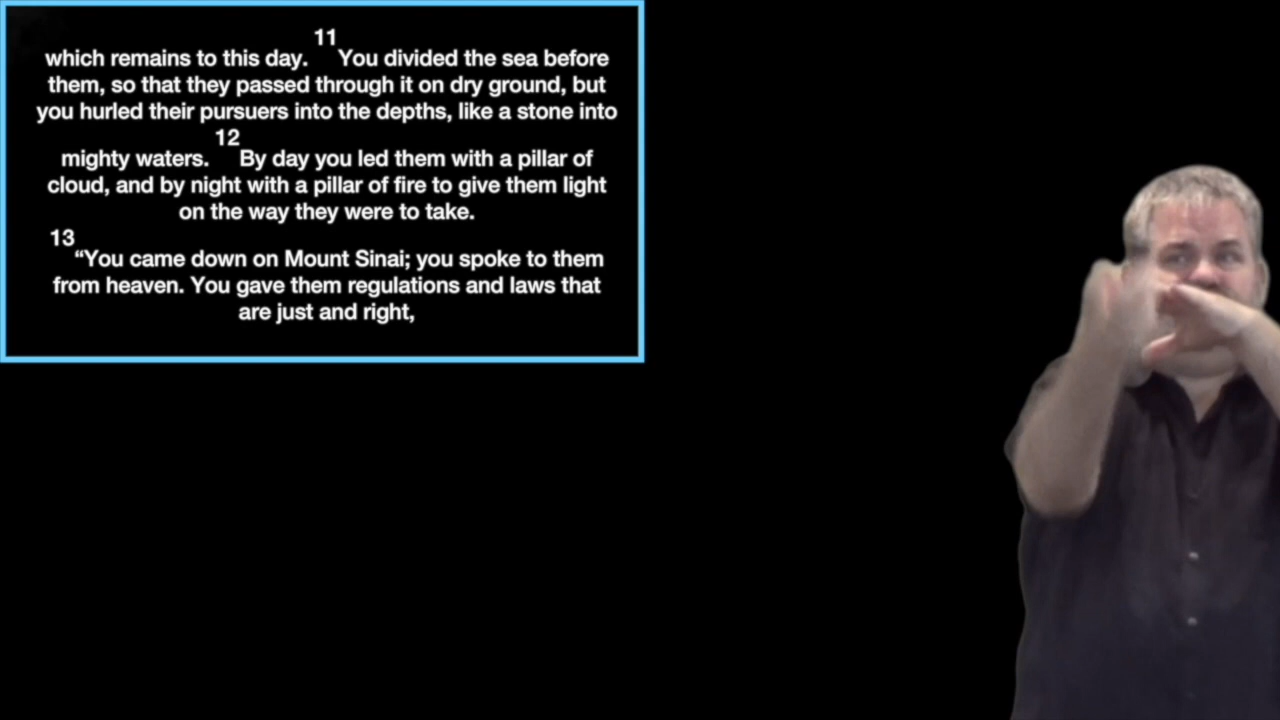 which remains to this day. 11 You divided the sea before
them, so that they passed through it on dry ground, but
you hurled their pursuers into the depths, like a stone into
mighty waters. 12 By day you led them with a pillar of
cloud, and by night with a pillar of fire to give them light
on the way they were to take.
13 “You came down on Mount Sinai; you spoke to them
from heaven. You gave them regulations and laws that
are just and right,